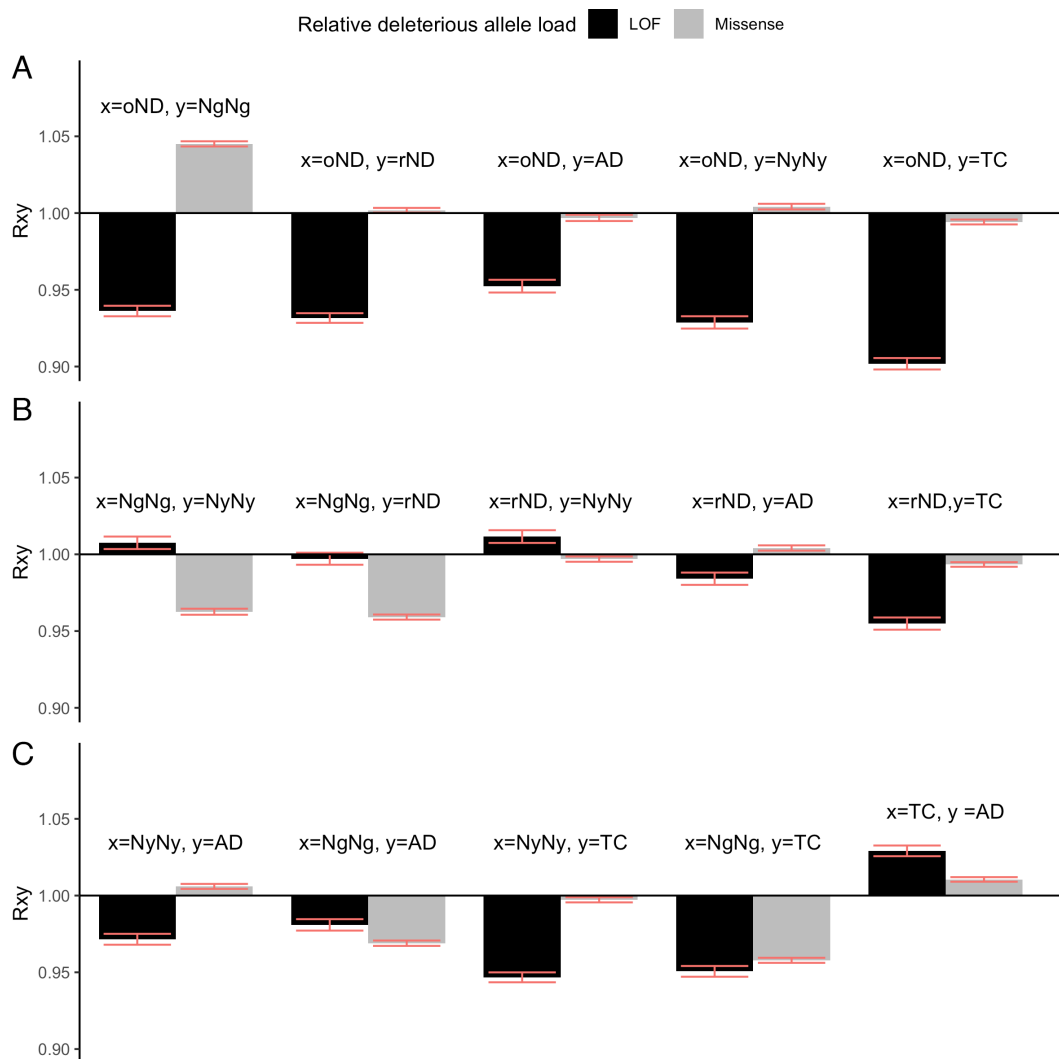 Relative deleterious allele load LOF Missense
A
x=oND, y=NgNg
x=oND, y=rND x=oND, y=AD x=oND, y=NyNy x=oND, y=TC
1.05
1.00
0.95
0.90
Rxy
B
x=NgNg, y=NyNy x=NgNg, y=rND x=rND, y=NyNy x=rND, y=AD x=rND,y=TC
1.05
1.00
0.95
0.90
Rxy
C
x=TC, y =AD
x=NyNy, y=AD x=NgNg, y=AD x=NyNy, y=TC x=NgNg, y=TC
1.05
1.00
0.95
0.90
Rxy